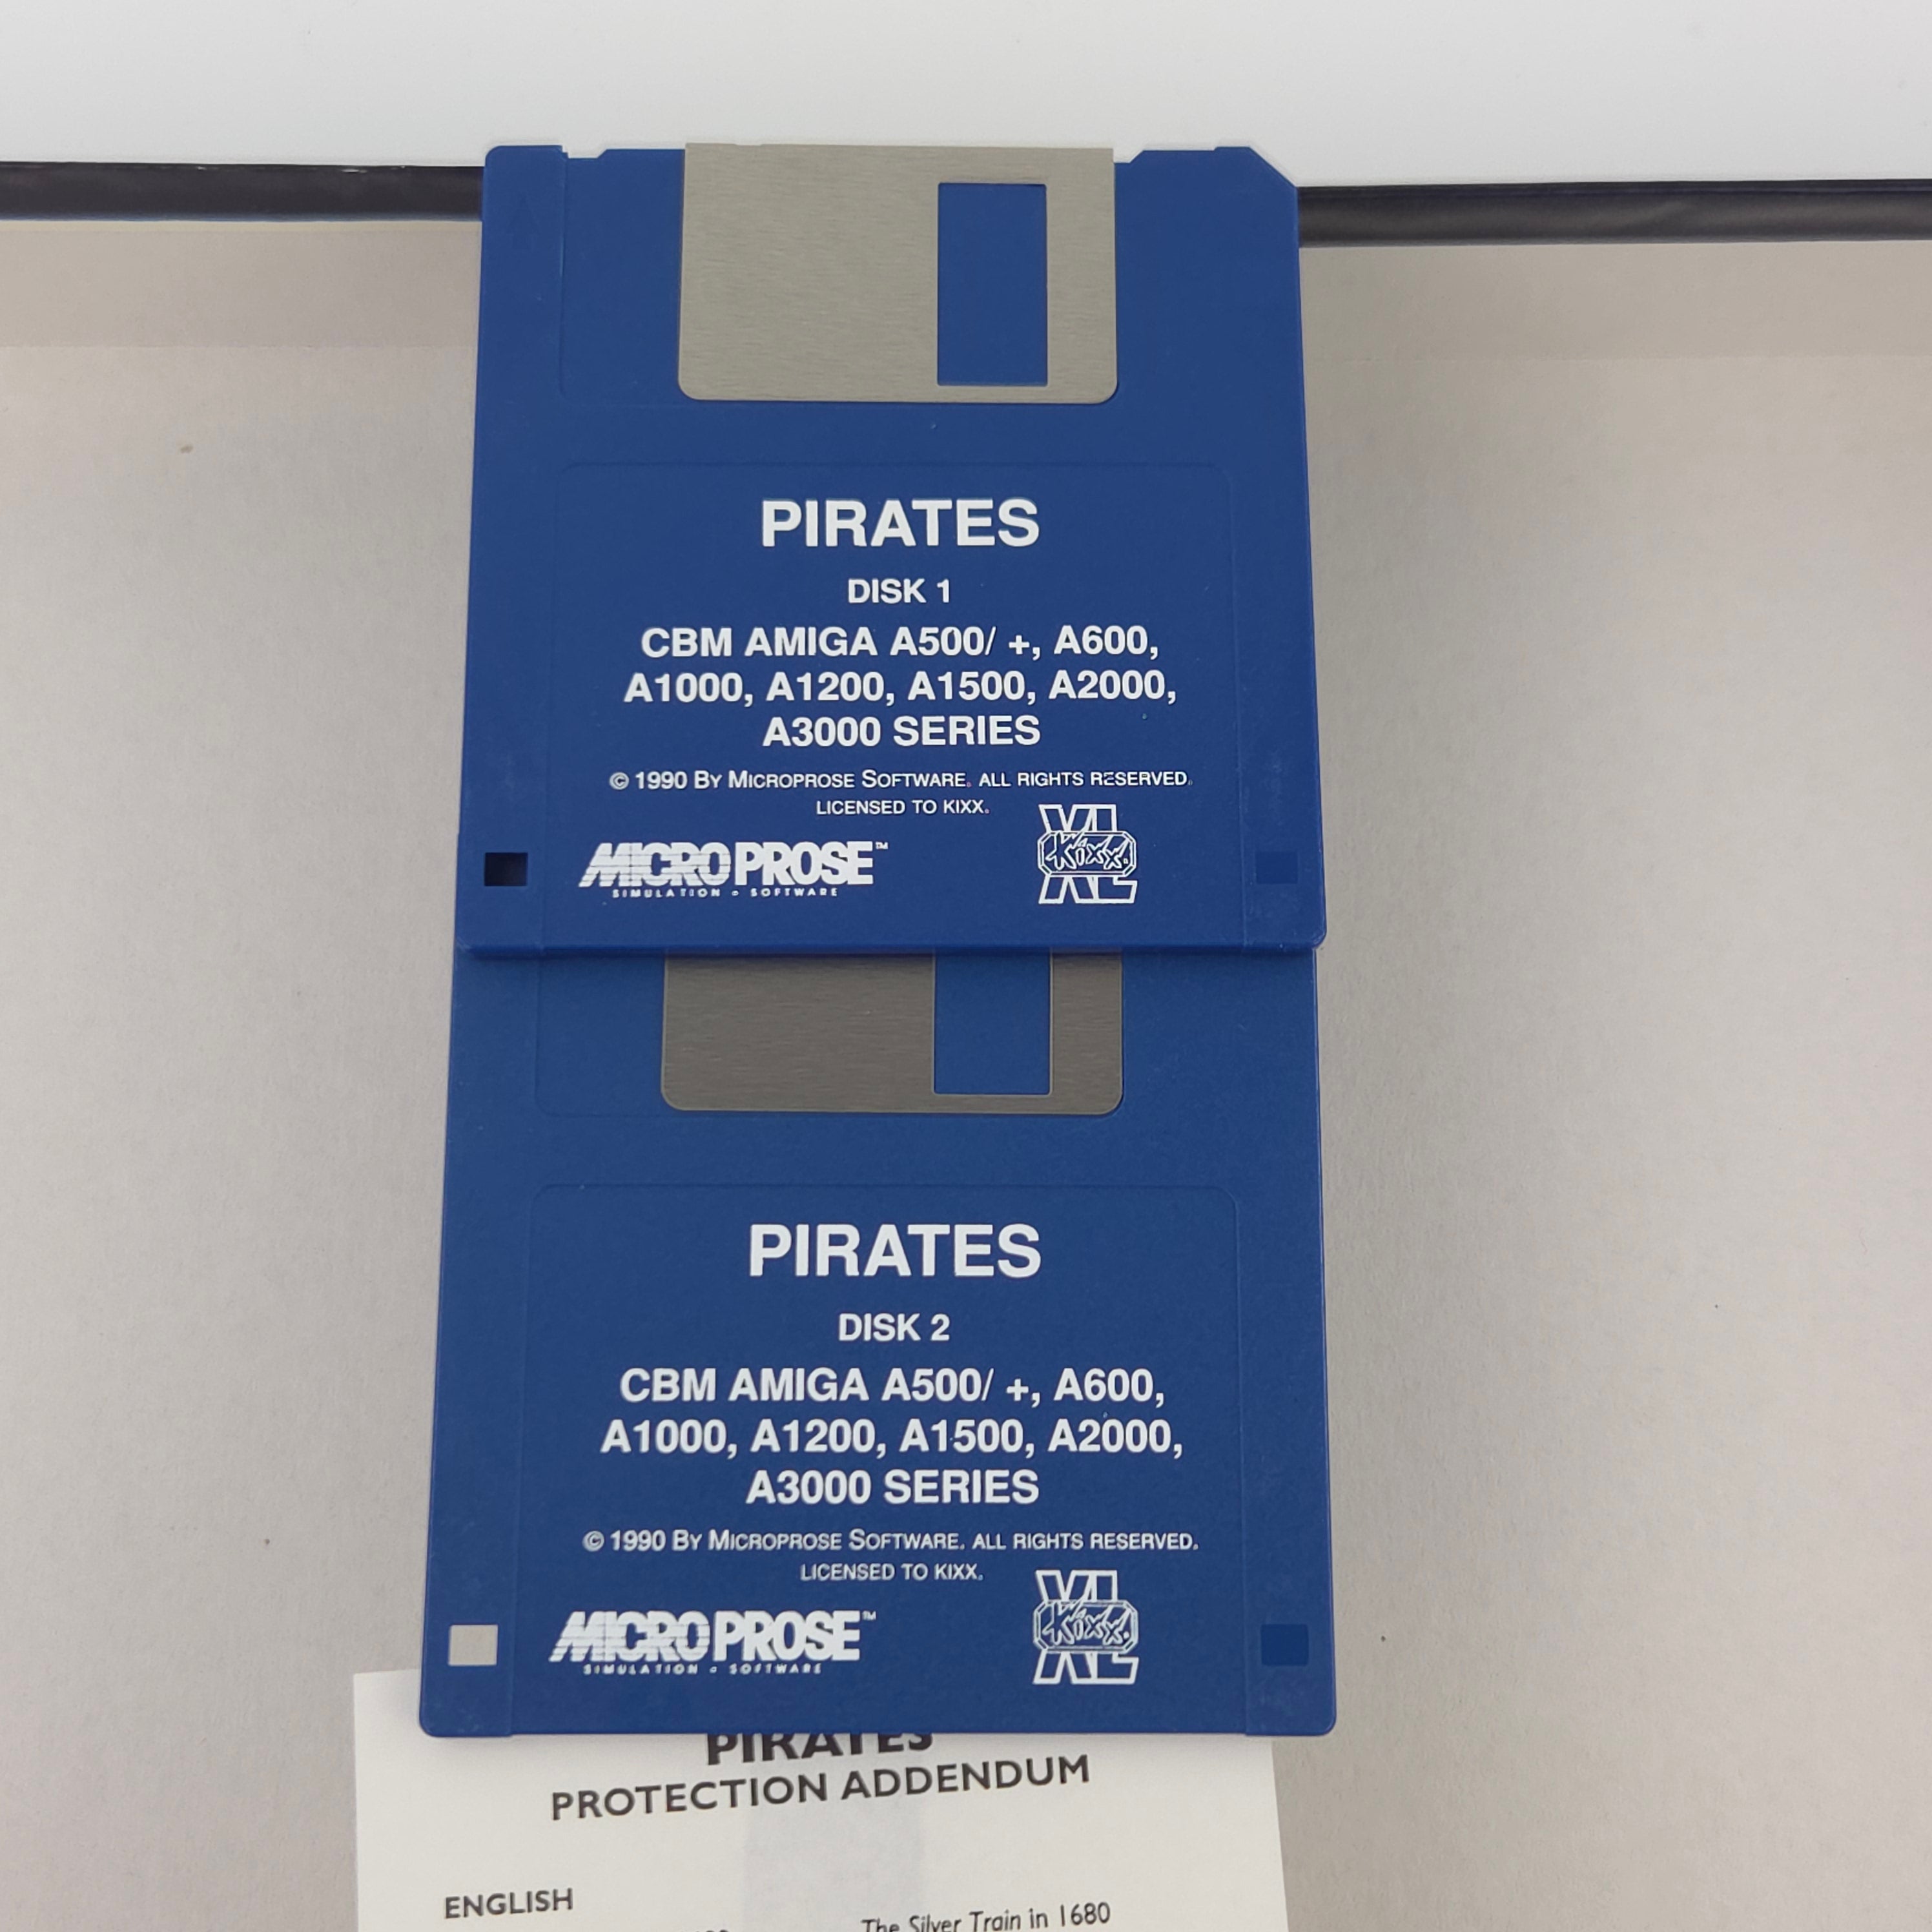 PIRATES
DISK 1
CBM AMIGA A500/ +, A600,
A1000, A1200, A1500, A2000,
A3000 SERIES
© 1990 BY MICROPROSE SOFTWARE. ALL RIGHTS RESERVED.
LICENSED TO KIXX.
MICROPROSE™
SIMULATION • SOFTWARE
XL
Kixx.
PIRATES
DISK 2
CBM AMIGA A500/ +, A600,
A1000, A1200, A1500, A2000,
A3000 SERIES
© 1990 BY MICROPROSE SOFTWARE. ALL RIGHTS RESERVED.
LICENSED TO KIXX.
MICROPROSE™
SIMULATION • SOFTWARE
XL
Kixx.
PIRATES
PROTECTION ADDENDUM
ENGLISH
The Silver Train in 1680